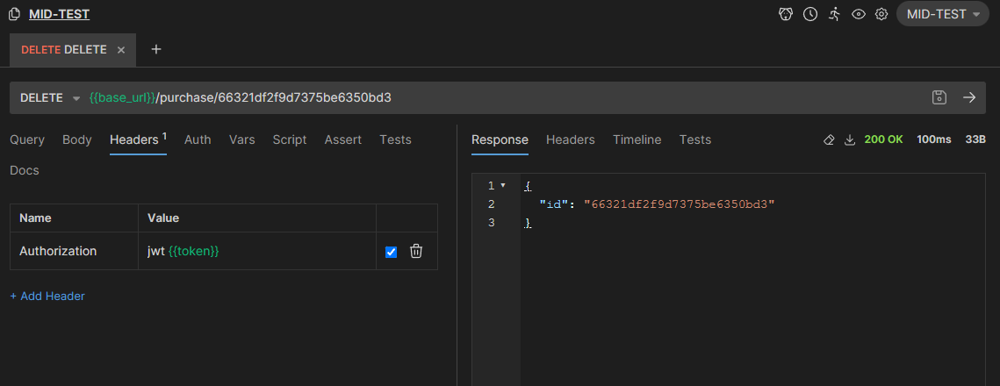 MID-TEST
MID-TEST
DELETE DELETE
DELETE {{base_url}}/purchase/66321df2f9d7375be6350bd3
Query Body Headers 1 Auth Vars Script Assert Tests
Docs
Name Value
Authorization jwt {{token}}
+ Add Header
Response Headers Timeline Tests 200 OK 100ms 33B
1 {
2 "id": "66321df2f9d7375be6350bd3"
3 }